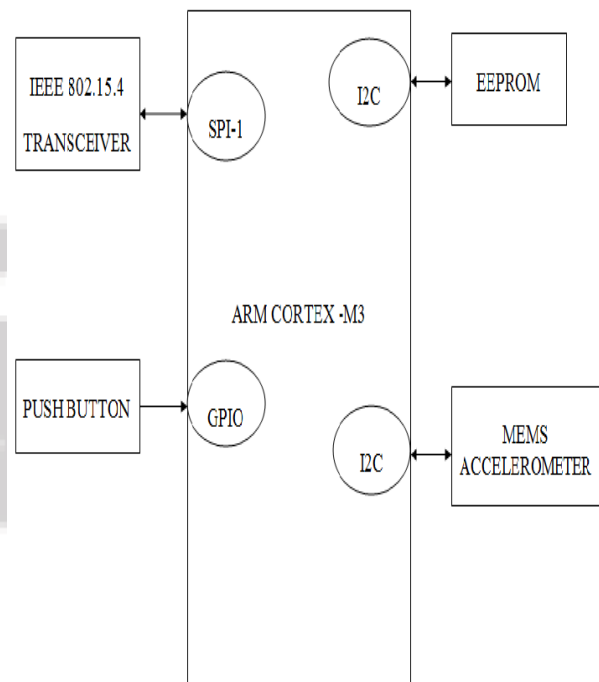 IEEE 802.15.4
TRANSCEIVER
SPI-1
I2C
EEPROM
ARM CORTEX -M3
PUSH BUTTON
GPIO
I2C
MEMS
ACCELEROMETER